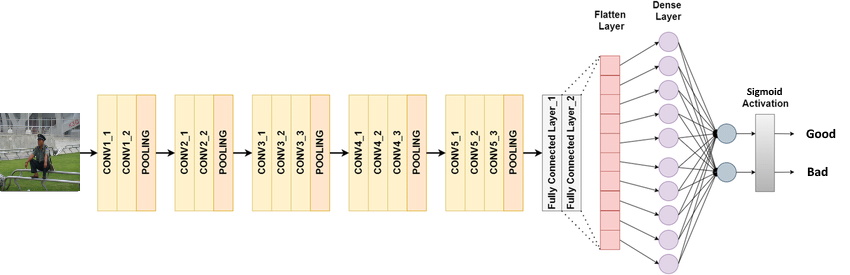 Flatten
Layer
Dense
Layer
CONV1_1
CONV1_2
POOLING
CONV2_1
CONV2_2
POOLING
CONV3_1
CONV3_2
CONV3_3
POOLING
CONV4_1
CONV4_2
CONV4_3
POOLING
CONV5_1
CONV5_2
CONV5_3
POOLING
Fully Connected Layer_1
Fully Connected Layer_2
Sigmoid
Activation
Good
Bad